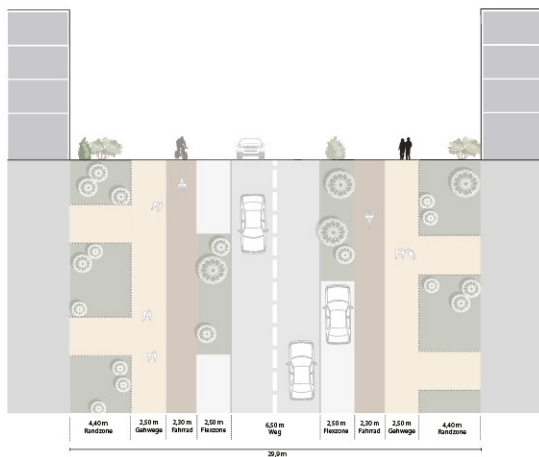 4,40 m
Randzone
2,50 m
Gehwege
2,30 m
Fahrrad
2,50 m
Flexzone
6,50 m
Weg
2,50 m
Flexzone
2,30 m
Fahrrad
2,50 m
Gehwege
4,40 m
Randzone
29,9 m